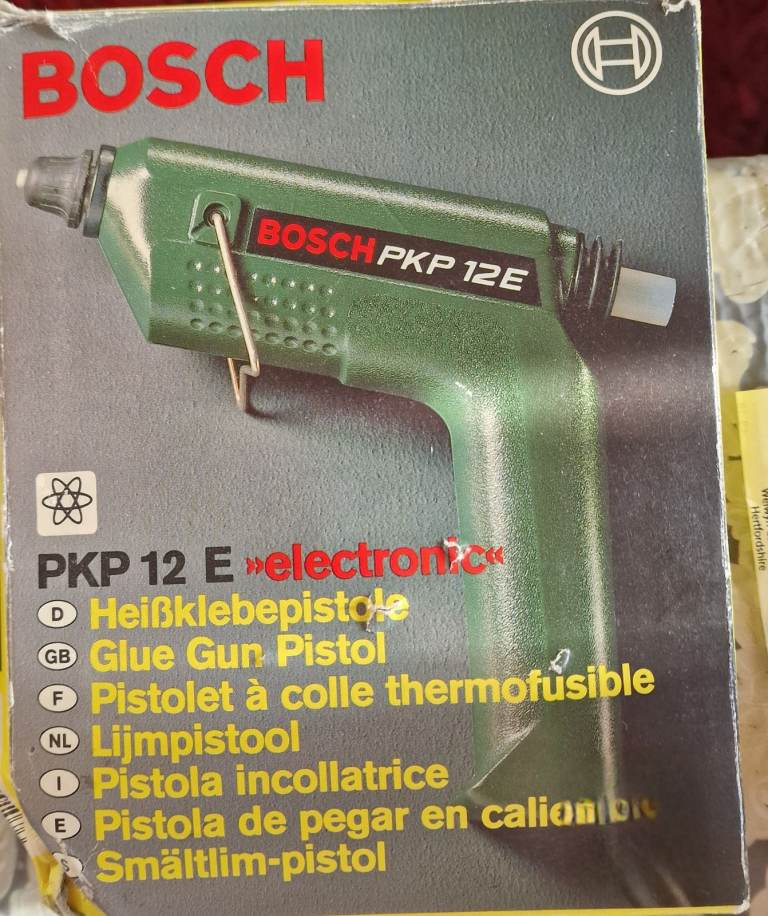 BOSCH
BOSCH PKP 12E
PKP 12 E »electronic«
D Heißklebepistole
GB Glue Gun Pistol
F Pistolet à colle thermofusible
NL Lijmpistool
I Pistola incollatrice
E Pistola de pegar en
S Smältlim-pistol
Hertfordshire